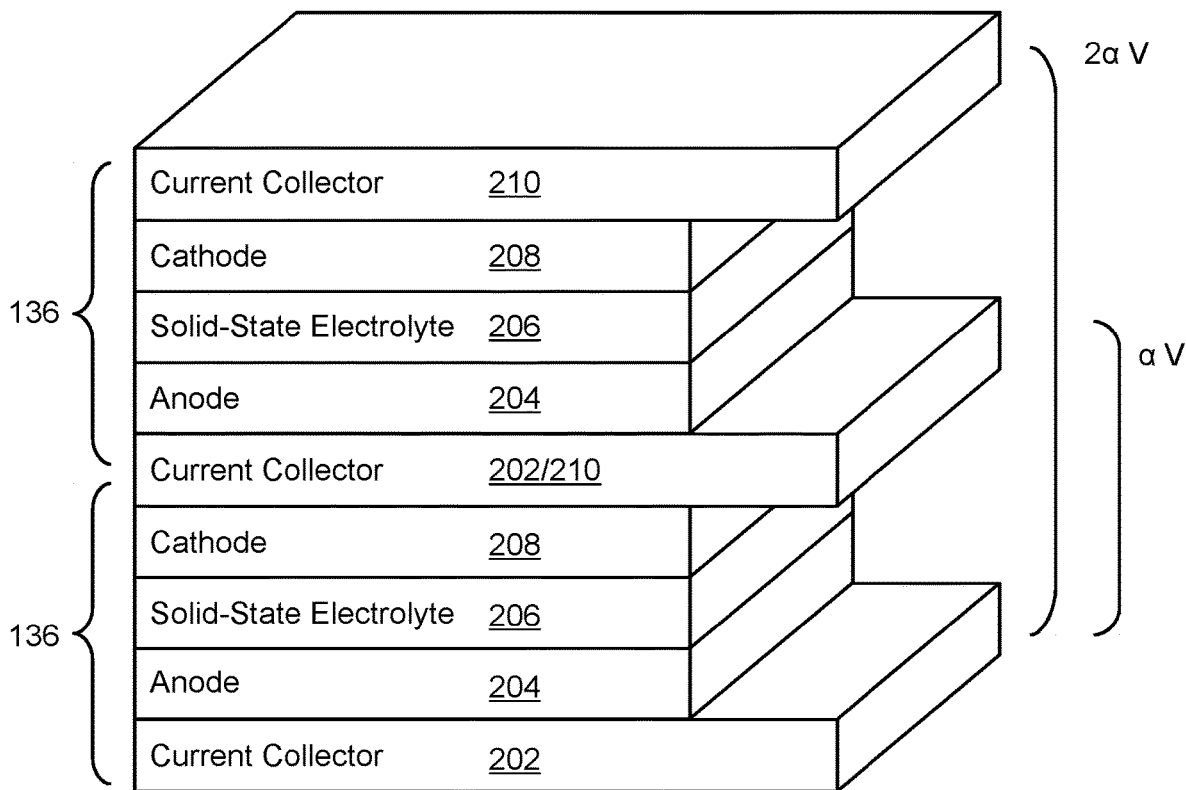 2α V
Current Collector 210
Cathode 208
136
Solid-State Electrolyte 206
α V
Anode 204
Current Collector 202/210
Cathode 208
Solid-State Electrolyte 206
136
Anode 204
Current Collector 202